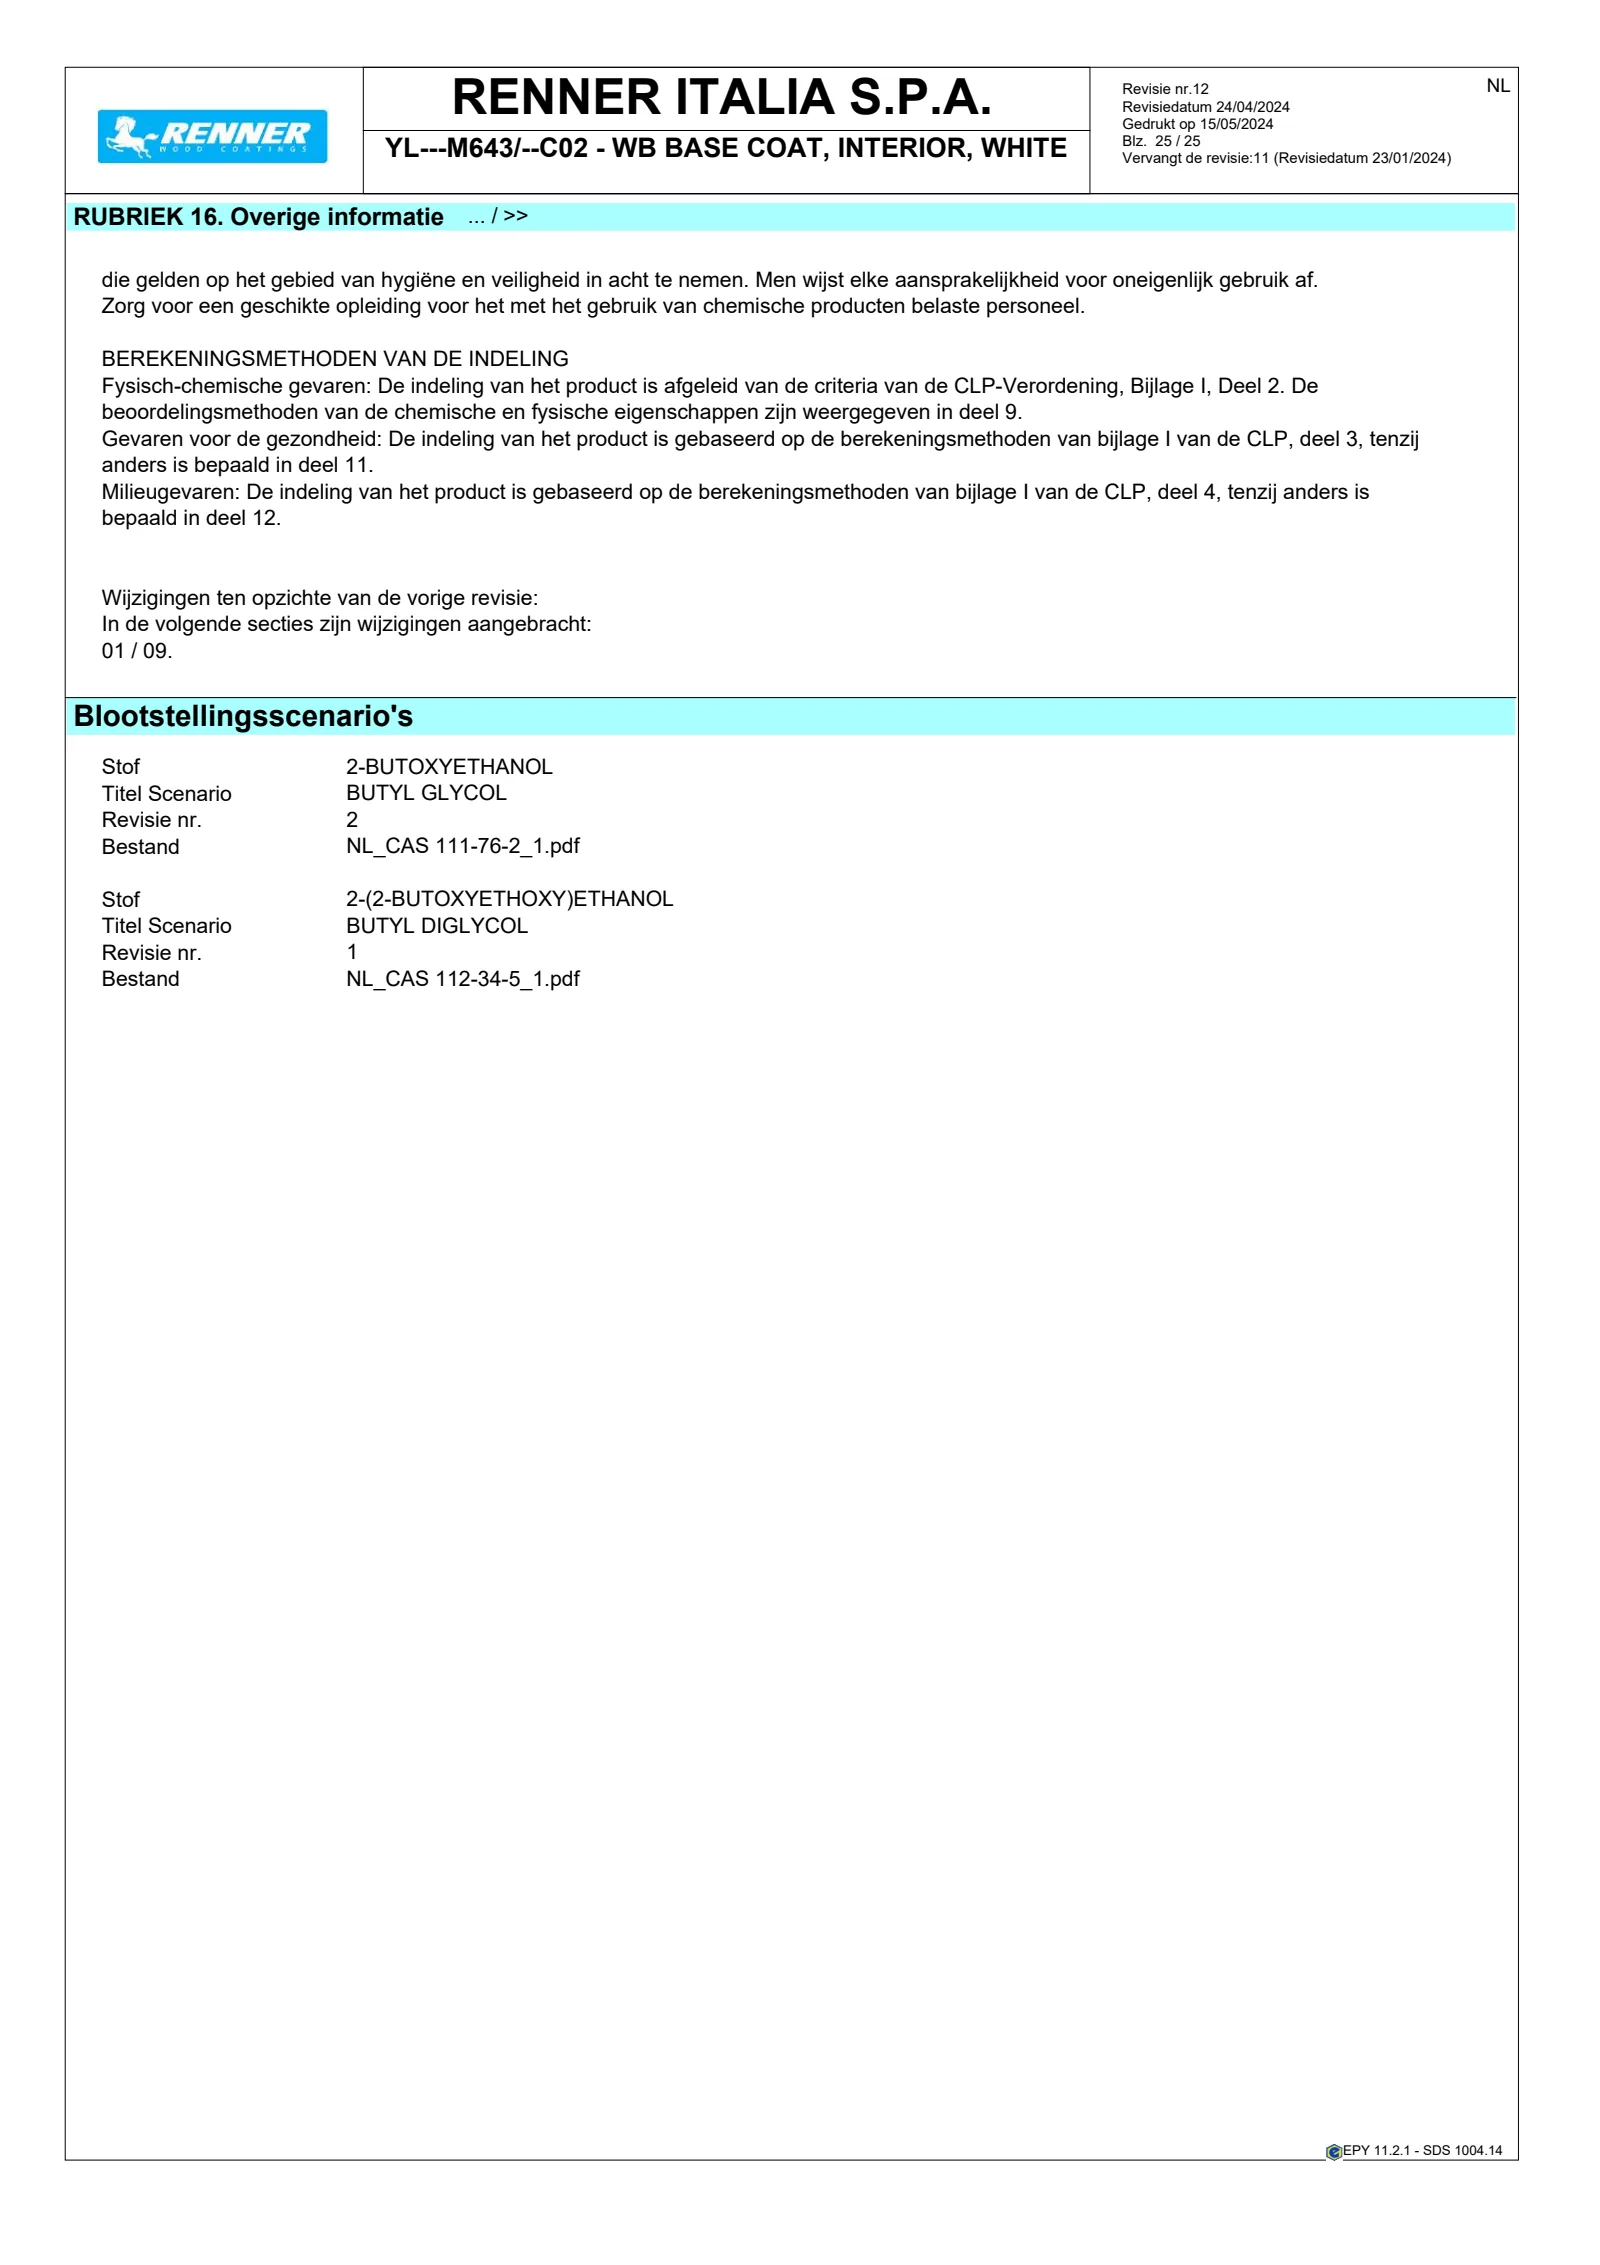 RENNER
WOOD COATINGS
RENNER ITALIA S.P.A.
YL---M643/--C02 - WB BASE COAT, INTERIOR, WHITE
NL
Revisie nr.12
Revisiedatum 24/04/2024
Gedrukt op 15/05/2024
Blz. 25 / 25
Vervangt de revisie:11 (Revisiedatum 23/01/2024)
RUBRIEK 16. Overige informatie ... / >>
die gelden op het gebied van hygiëne en veiligheid in acht te nemen. Men wijst elke aansprakelijkheid voor oneigenlijk gebruik af.
Zorg voor een geschikte opleiding voor het met het gebruik van chemische producten belaste personeel.
BEREKENINGSMETHODEN VAN DE INDELING
Fysisch-chemische gevaren: De indeling van het product is afgeleid van de criteria van de CLP-Verordening, Bijlage I, Deel 2. De
beoordelingsmethoden van de chemische en fysische eigenschappen zijn weergegeven in deel 9.
Gevaren voor de gezondheid: De indeling van het product is gebaseerd op de berekeningsmethoden van bijlage I van de CLP, deel 3, tenzij
anders is bepaald in deel 11.
Milieugevaren: De indeling van het product is gebaseerd op de berekeningsmethoden van bijlage I van de CLP, deel 4, tenzij anders is
bepaald in deel 12.
Wijzigingen ten opzichte van de vorige revisie:
In de volgende secties zijn wijzigingen aangebracht:
01 / 09.
Blootstellingsscenario's
Stof 2-BUTOXYETHANOL
Titel Scenario BUTYL GLYCOL
Revisie nr. 2
Bestand NL_CAS 111-76-2_1.pdf
Stof 2-(2-BUTOXYETHOXY)ETHANOL
Titel Scenario BUTYL DIGLYCOL
Revisie nr. 1
Bestand NL_CAS 112-34-5_1.pdf
EPY 11.2.1 - SDS 1004.14